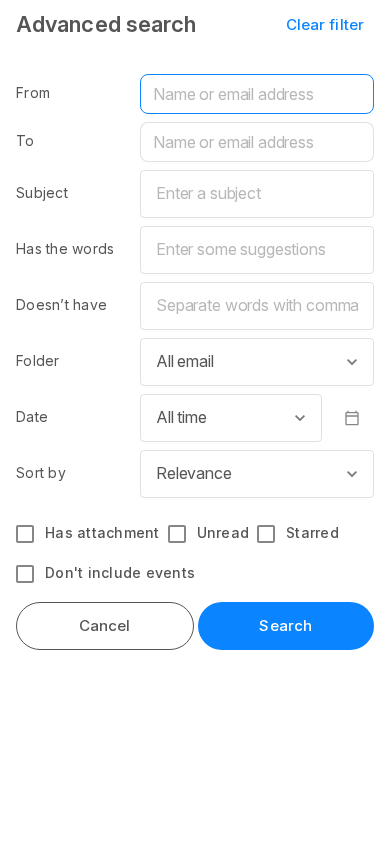 Advanced search Clear filter
From Name or email address
To Name or email address
Subject Enter a subject
Has the words Enter some suggestions
Doesn’t have Separate words with comma
Folder All email
Date All time
Sort by Relevance
Has attachment Unread Starred
Don't include events
Cancel Search